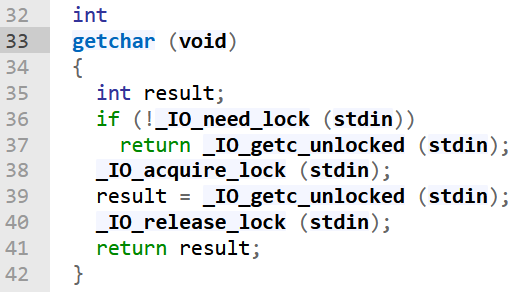 32 int
33 getchar (void)
34 {
35   int result;
36   if (!_IO_need_lock (stdin))
37     return _IO_getc_unlocked (stdin);
38   _IO_acquire_lock (stdin);
39   result = _IO_getc_unlocked (stdin);
40   _IO_release_lock (stdin);
41   return result;
42 }